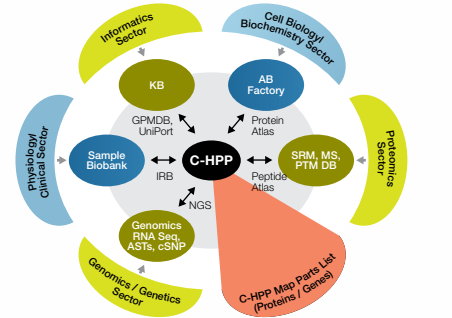 Informatics
Sector
Cell Biologyl
Biochemistry Sector
KB
AB
Factory
GPMDB,
UniPort
Protein
Atlas
Physiologyl
Clinical Sector
Sample
Biobank
C-HPP
SRM, MS,
PTM DB
Proteomics
Sector
IRB
Peptide
Atlas
NGS
Genomics
RNA Seq,
ASTs, cSNP
Genomics / Genetics
Sector
C-HPP Map Parts List
(Proteins / Genes)